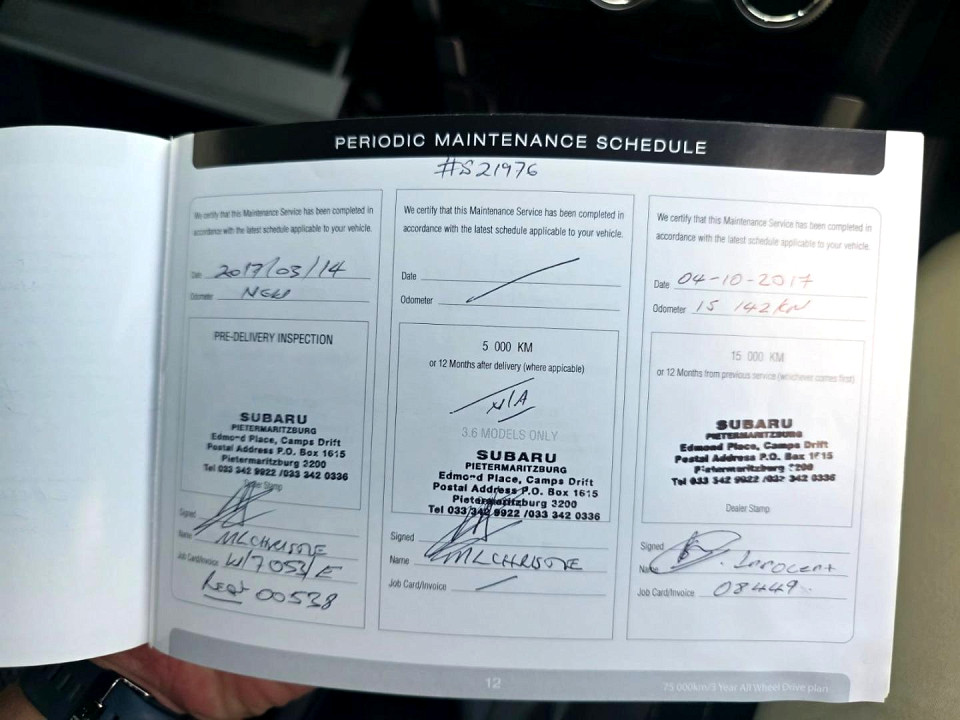 PERIODIC MAINTENANCE SCHEDULE
#S21976
We certify that this Maintenance Service has been completed in
accordance with the latest schedule applicable to your vehicle.
Date 2017/03/14
Odometer NEW
PRE-DELIVERY INSPECTION
SUBARU
PIETERMARITZBURG
Edmond Place, Camps Drift
Postal Address P.O. Box 1615
Pietermaritzburg 3200
Tel 033 342 9922 /033 342 0336
Dealer Stamp
Signed
Name ML CHRISTIE
Job Card/Invoice W/7053/E
00538
We certify that this Maintenance Service has been completed in
accordance with the latest schedule applicable to your vehicle.
Date
Odometer
5 000 KM
or 12 Months after delivery (where applicable)
N/A
3.6 MODELS ONLY
SUBARU
PIETERMARITZBURG
Edmond Place, Camps Drift
Postal Address P.O. Box 1615
Pietermaritzburg 3200
Tel 033 342 9922 /033 342 0336
Signed
Name ML CHRISTIE
Job Card/Invoice
We certify that this Maintenance Service has been completed in
accordance with the latest schedule applicable to your vehicle.
Date 04-10-2017
Odometer 15 142 KM
15 000 KM
or 12 Months from previous service (whichever comes first)
SUBARU
PIETERMARITZBURG
Edmond Place, Camps Drift
Postal Address P.O. Box 1615
Pietermaritzburg 3200
Tel 033 342 9922 /033 342 0336
Dealer Stamp
Signed
Name Innocent
Job Card/Invoice 08449
12
75 000km/3 Year All Wheel Drive plan